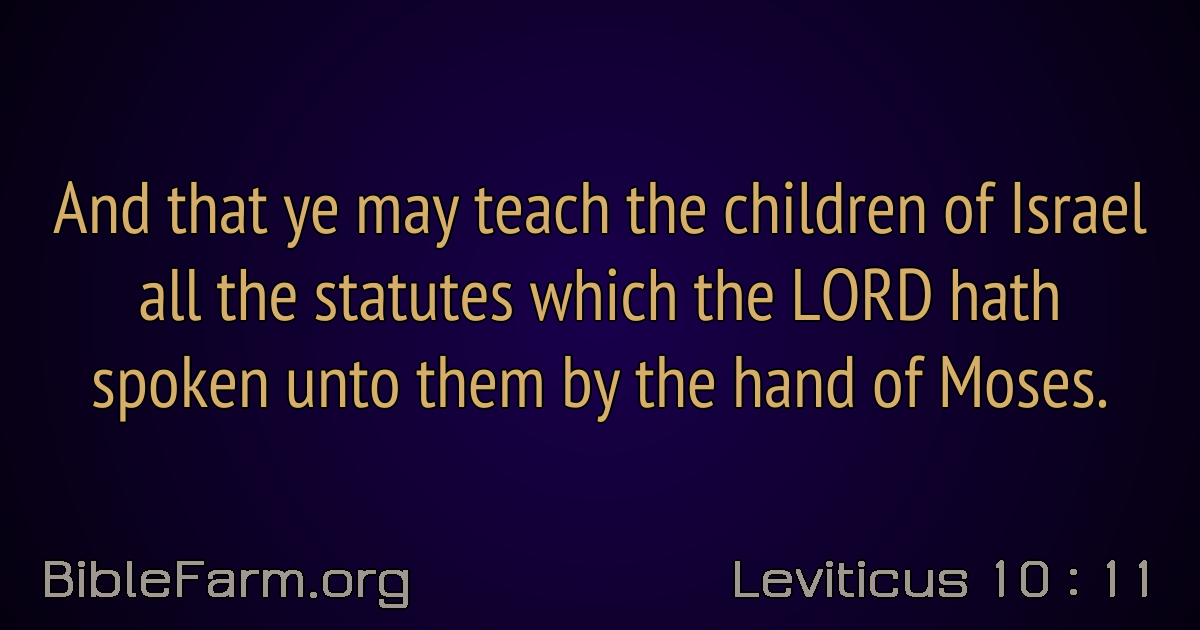 And that ye may teach the children of Israel
all the statutes which the LORD hath
spoken unto them by the hand of Moses.
BibleFarm.org
Leviticus 10 : 11